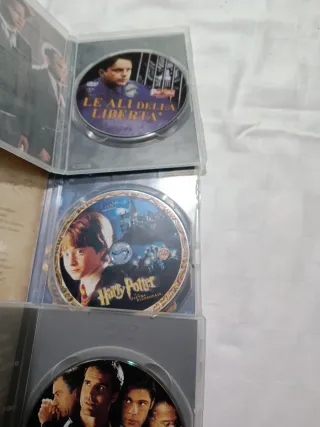 LE ALI DELLA
LIBERTA'
Harry Potter